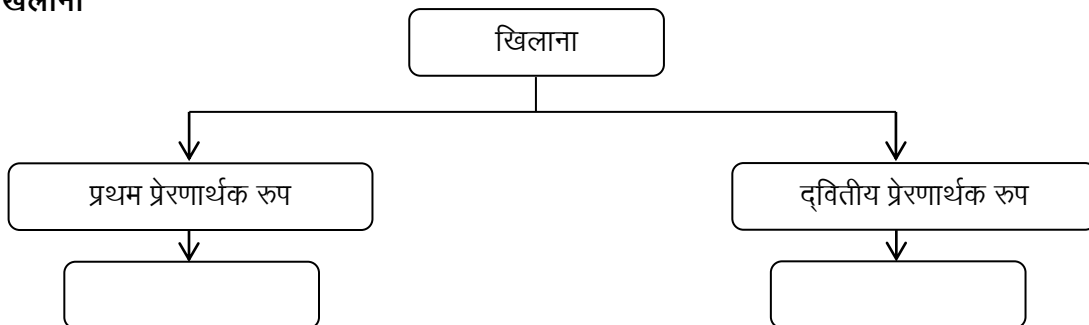 खिलाना
प्रथम प्रेरणार्थक रुप
द्वितीय प्रेरणार्थक रुप